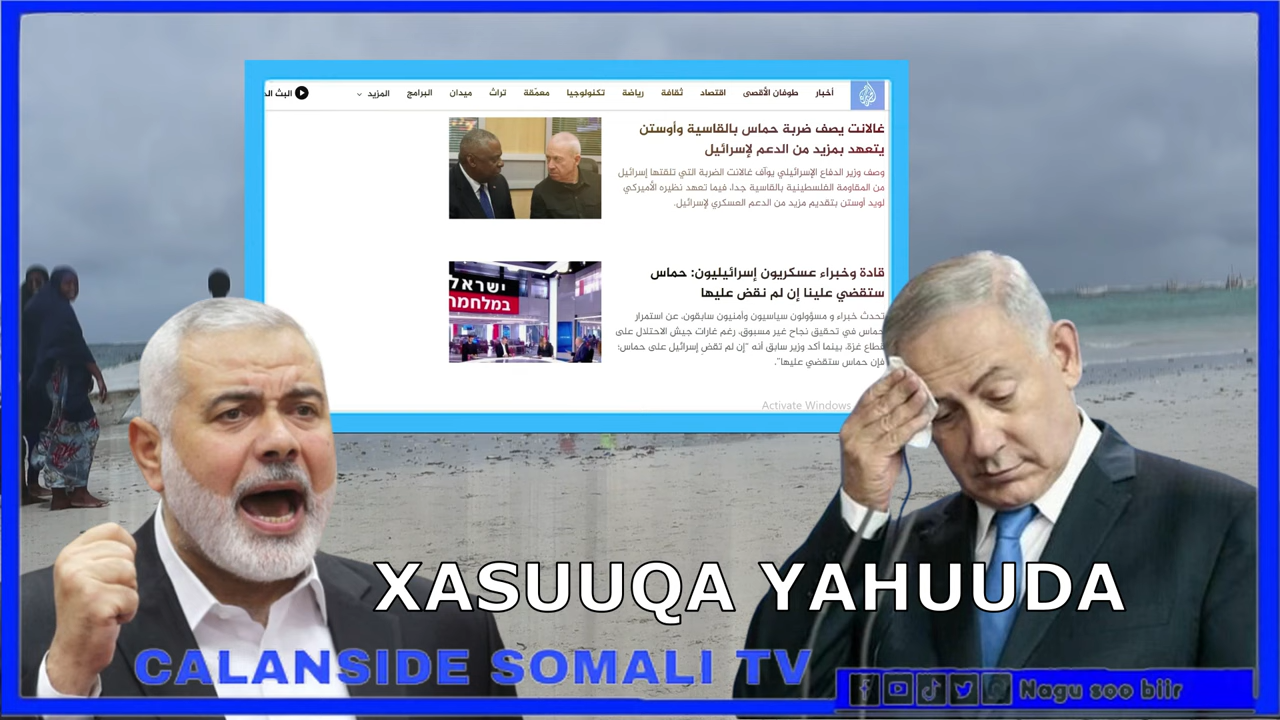 أخبار طوفان الأقصى اقتصاد ثقافة رياضة تكنولوجيا معمّقة تراث ميدان البرامج المزيد البث
غالانت يصف ضربة حماس بالقاسية وأوستن
يتعهد بمزيد من الدعم لإسرائيل
وصف وزير الدفاع الإسرائيلي يوآف غالانت الضربة التي تلقتها إسرائيل
من المقاومة الفلسطينية بالقاسية جدا، فيما تعهد نظيره الأميركي
لويد أوستن بتقديم مزيد من الدعم العسكري لإسرائيل.
ישראל
במלחמה
قادة وخبراء عسكريون إسرائيليون: حماس
ستقضي علينا إن لم نقض عليها
تحدث خبراء و مسؤولون سياسيون وأمنيون سابقون، عن استمرار
حماس في تحقيق نجاح غير مسبوق، رغم غارات جيش الاحتلال على
قطاع غزة، بينما أكد وزير سابق أنه "إن لم تقضِ إسرائيل على حماس؛
فإن حماس ستقضي عليها".
Activate Windows
XASUUQA YAHUUDA
CALANSIDE SOMALI TV
Nagu soo biir